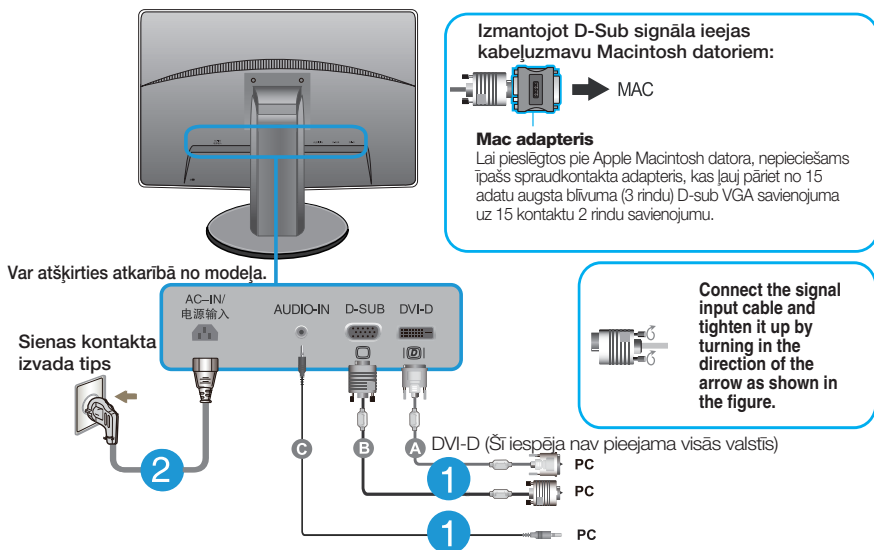 Izmantojot D-Sub signāla ieejas
kabeļuzmavu Macintosh datoriem:
MAC
Mac adapteris
Lai pieslēgtos pie Apple Macintosh datora, nepieciešams
īpašs spraudkontakta adapteris, kas ļauj pāriet no 15
adatu augsta blīvuma (3 rindu) D-sub VGA savienojuma
uz 15 kontaktu 2 rindu savienojumu.
Var atšķirties atkarībā no modeļa.
AC–IN/
电源输入
AUDIO-IN
D-SUB
DVI-D
D
Connect the signal
input cable and
tighten it up by
turning in the
direction of the
arrow as shown in
the figure.
Sienas kontakta
izvada tips
2
C
B
A
DVI-D (Šī iespēja nav pieejama visās valstīs)
PC
1
PC
1
PC